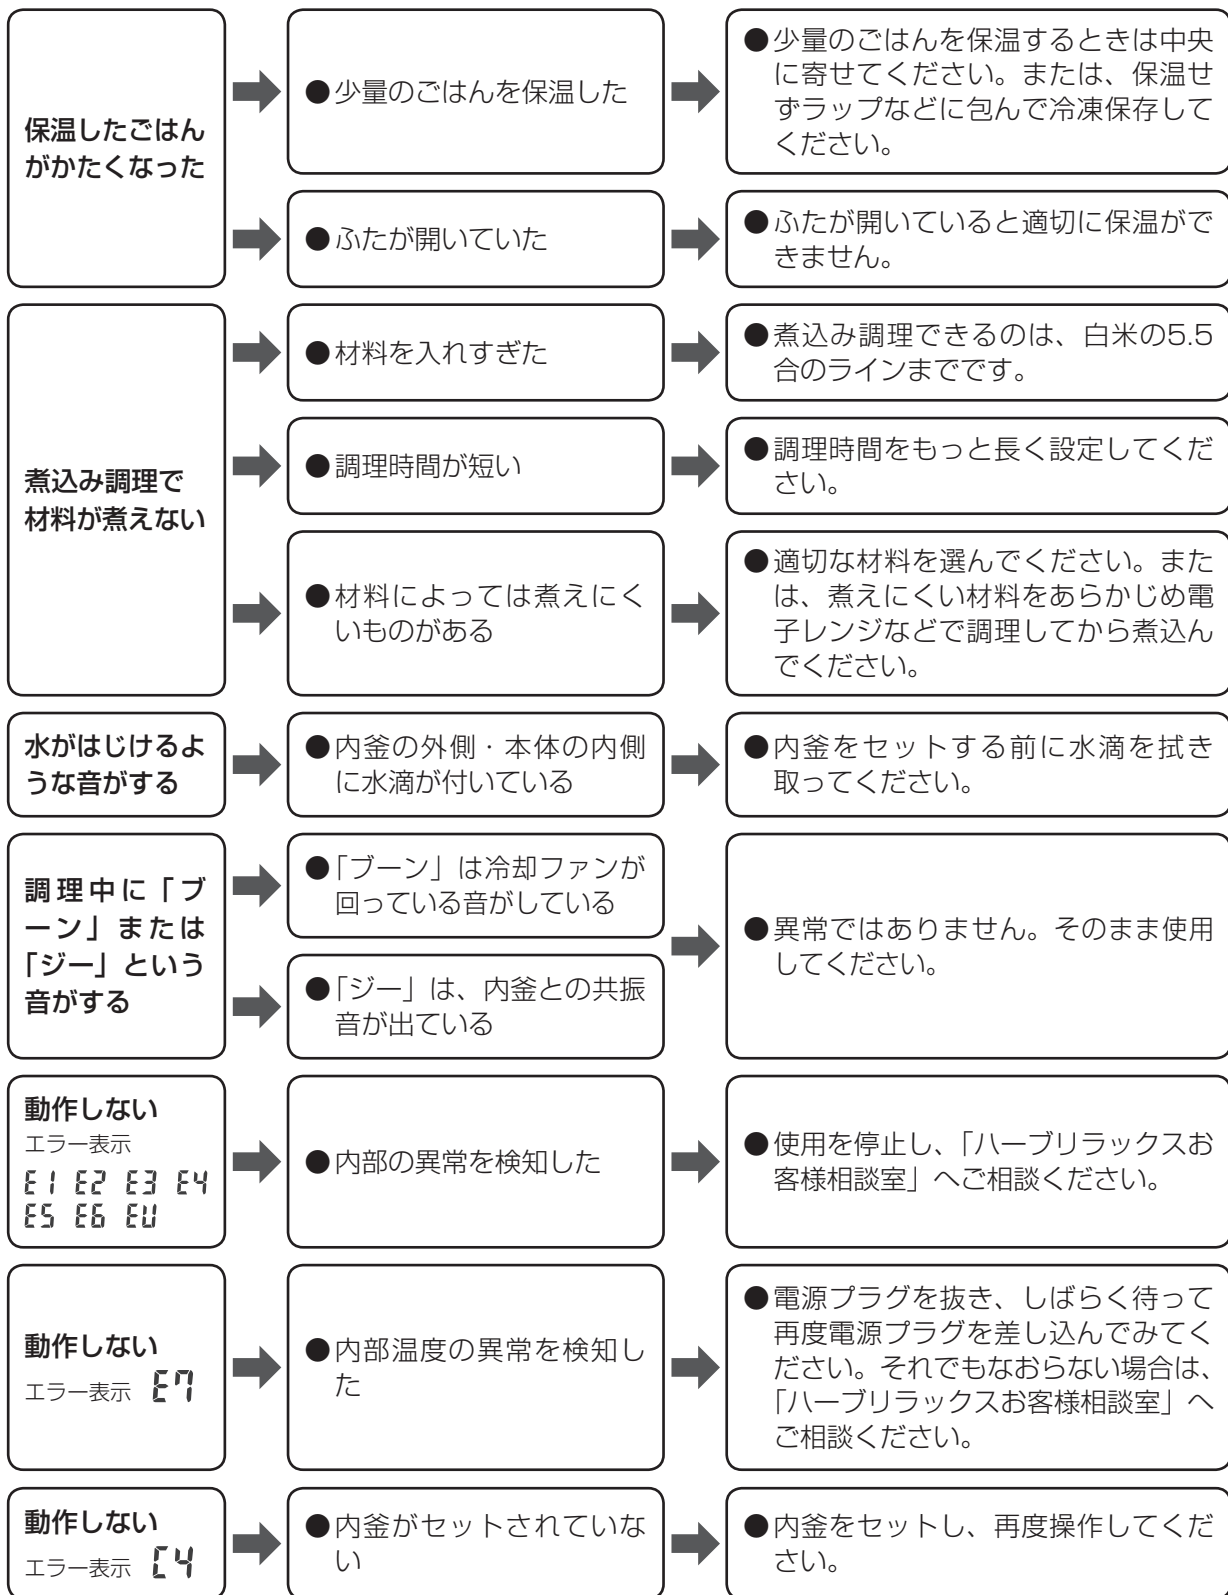 保温したごはん
がかたくなった
●少量のごはんを保温した
●少量のごはんを保温するときは中央
に寄せてください。または、保温せ
ずラップなどに包んで冷凍保存して
ください。
●ふたが開いていた
●ふたが開いていると適切に保温がで
きません。
煮込み調理で
材料が煮えない
●材料を入れすぎた
●煮込み調理できるのは、白米の5.5
合のラインまでです。
●調理時間が短い
●調理時間をもっと長く設定してくだ
さい。
●材料によっては煮えにく
いものがある
●適切な材料を選んでください。また
は、煮えにくい材料をあらかじめ電
子レンジなどで調理してから煮込ん
でください。
水がはじけるよ
うな音がする
●内釜の外側・本体の内側
に水滴が付いている
●内釜をセットする前に水滴を拭き
取ってください。
調理中に「ブ
ーン」または
「ジー」という
音がする
●「ブーン」は冷却ファンが
回っている音がしている
●「ジー」は、内釜との共振
音が出ている
●異常ではありません。そのまま使用
してください。
動作しない
エラー表示
E1 E2 E3 E4
E5 E6 EU
●内部の異常を検知した
●使用を停止し、「ハーブリラックスお
客様相談室」へご相談ください。
動作しない
エラー表示 E7
●内部温度の異常を検知し
た
●電源プラグを抜き、しばらく待って
再度電源プラグを差し込んでみてく
ださい。それでもなおらない場合は、
「ハーブリラックスお客様相談室」へ
ご相談ください。
動作しない
エラー表示 C4
●内釜がセットされていな
い
●内釜をセットし、再度操作してくだ
さい。